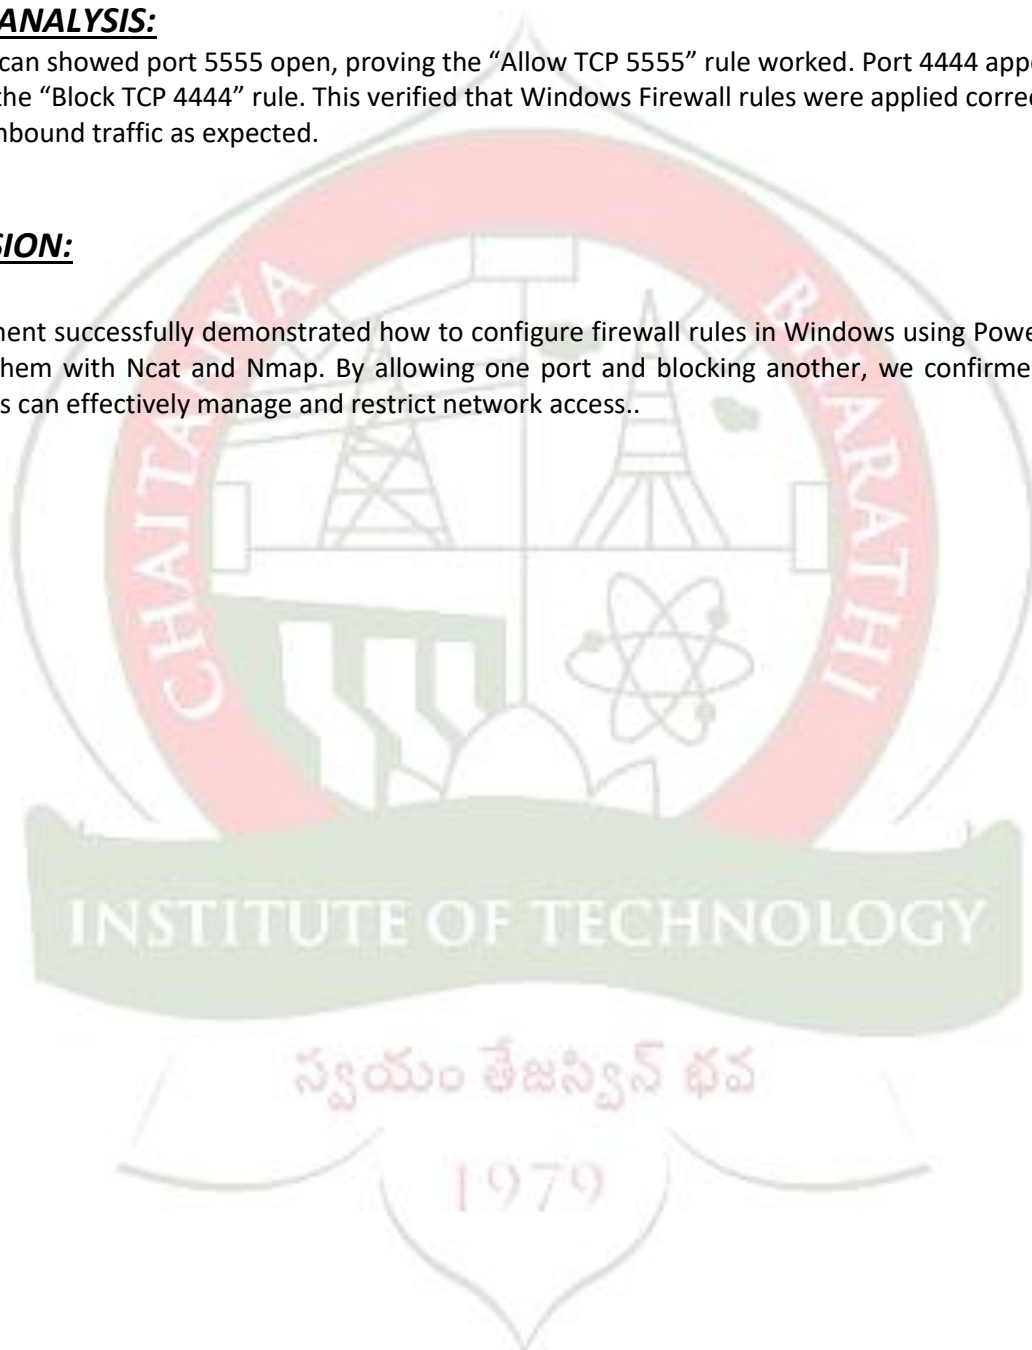 ANALYSIS:
can showed port 5555 open, proving the “Allow TCP 5555” rule worked. Port 4444 appe
the “Block TCP 4444” rule. This verified that Windows Firewall rules were applied correc
nbound traffic as expected.
SION:
nent successfully demonstrated how to configure firewall rules in Windows using Powe
hem with Ncat and Nmap. By allowing one port and blocking another, we confirme
s can effectively manage and restrict network access..
CHAITANYA BHARATHI
INSTITUTE OF TECHNOLOGY
స్వయం తేజస్విన్ భవ
1979